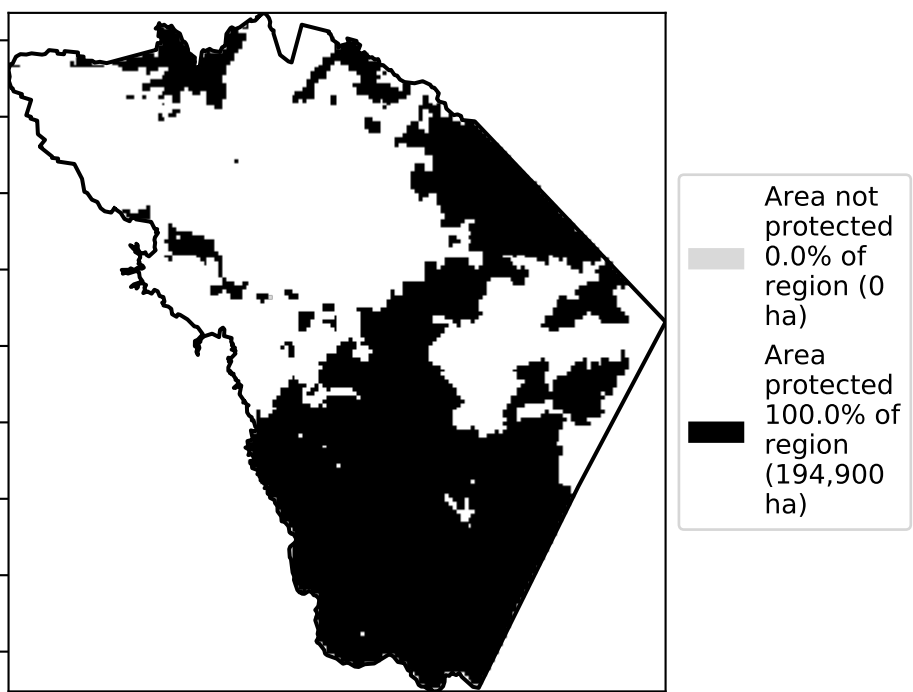 Area not
protected
0.0% of
region (0
ha)
Area
protected
100.0% of
region
(194,900
ha)